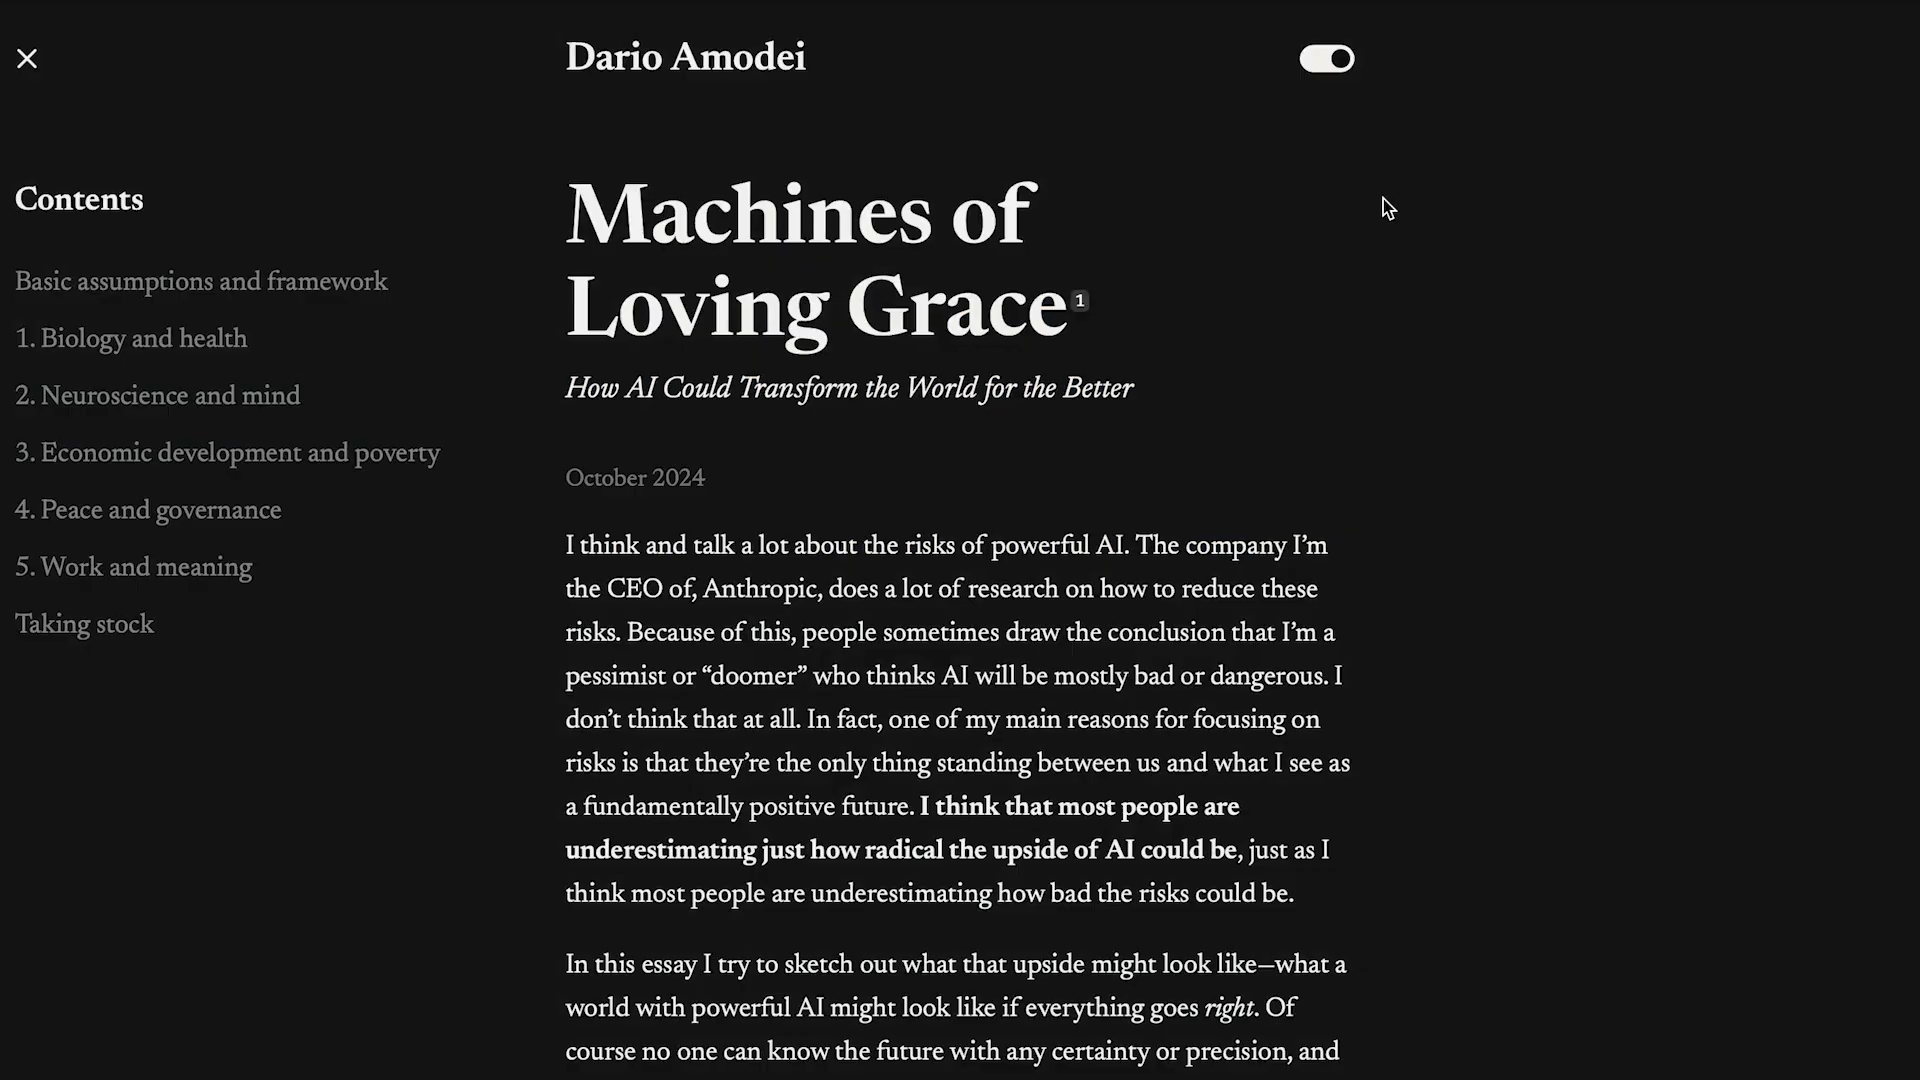 Dario Amodei
Contents
Basic assumptions and framework
1. Biology and health
2. Neuroscience and mind
3. Economic development and poverty
4. Peace and governance
5. Work and meaning
Taking stock
Machines of
Loving Grace1
How AI Could Transform the World for the Better
October 2024
I think and talk a lot about the risks of powerful AI. The company I’m
the CEO of, Anthropic, does a lot of research on how to reduce these
risks. Because of this, people sometimes draw the conclusion that I’m a
pessimist or “doomer” who thinks AI will be mostly bad or dangerous. I
don’t think that at all. In fact, one of my main reasons for focusing on
risks is that they’re the only thing standing between us and what I see as
a fundamentally positive future. I think that most people are
underestimating just how radical the upside of AI could be, just as I
think most people are underestimating how bad the risks could be.
In this essay I try to sketch out what that upside might look like—what a
world with powerful AI might look like if everything goes right. Of
course no one can know the future with any certainty or precision, and